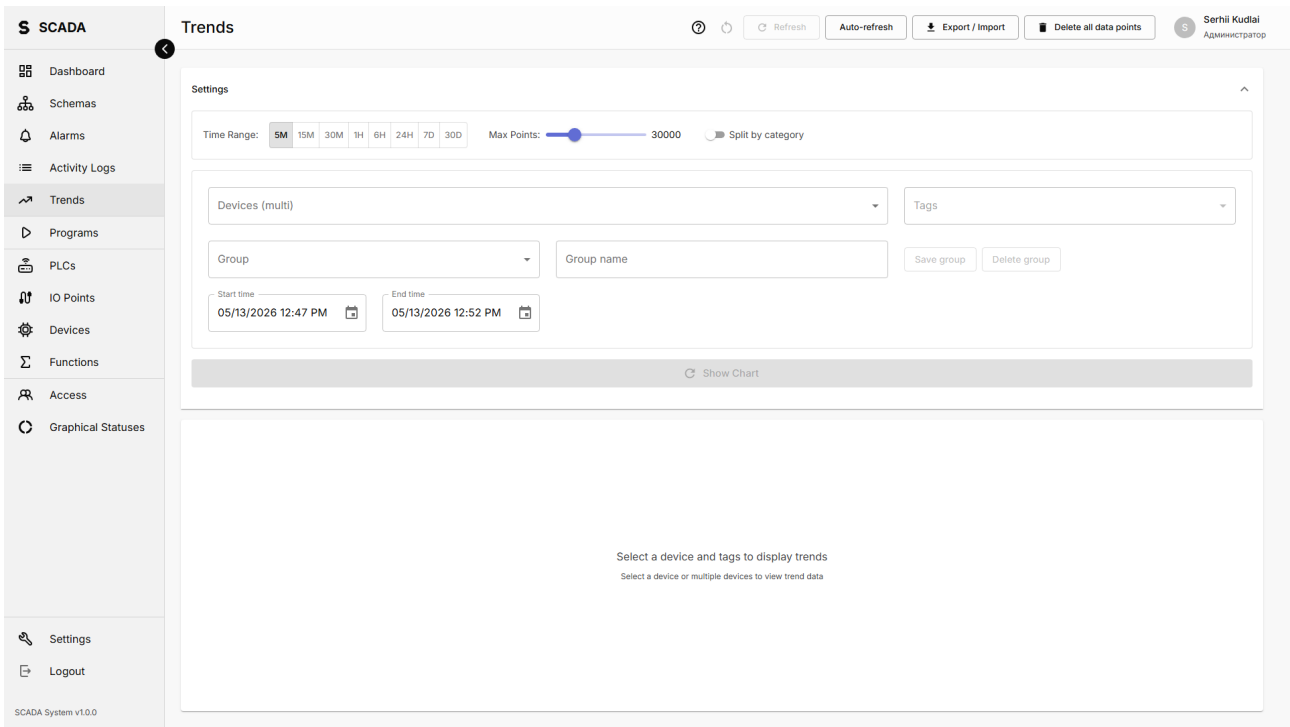 S SCADA
Dashboard
Schemas
Alarms
Activity Logs
Trends
Programs
PLCs
IO Points
Devices
Functions
Access
Graphical Statuses
Settings
Logout
SCADA System v1.0.0
Trends
Refresh
Auto-refresh
Export / Import
Delete all data points
S
Serhii Kudlai
Администратор
Settings
Time Range: 5M 15M 30M 1H 6H 24H 7D 30D Max Points: 30000 Split by category
Devices (multi) Tags
Group Group name Save group Delete group
Start time End time
05/13/2026 12:47 PM 05/13/2026 12:52 PM
Show Chart
Select a device and tags to display trends
Select a device or multiple devices to view trend data